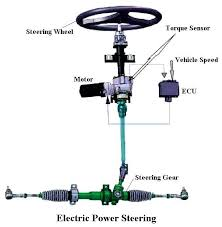 Steering Wheel
Torque Sensor
Vehicle Speed
Motor
ECU
Steering Gear
Electric Power Steering